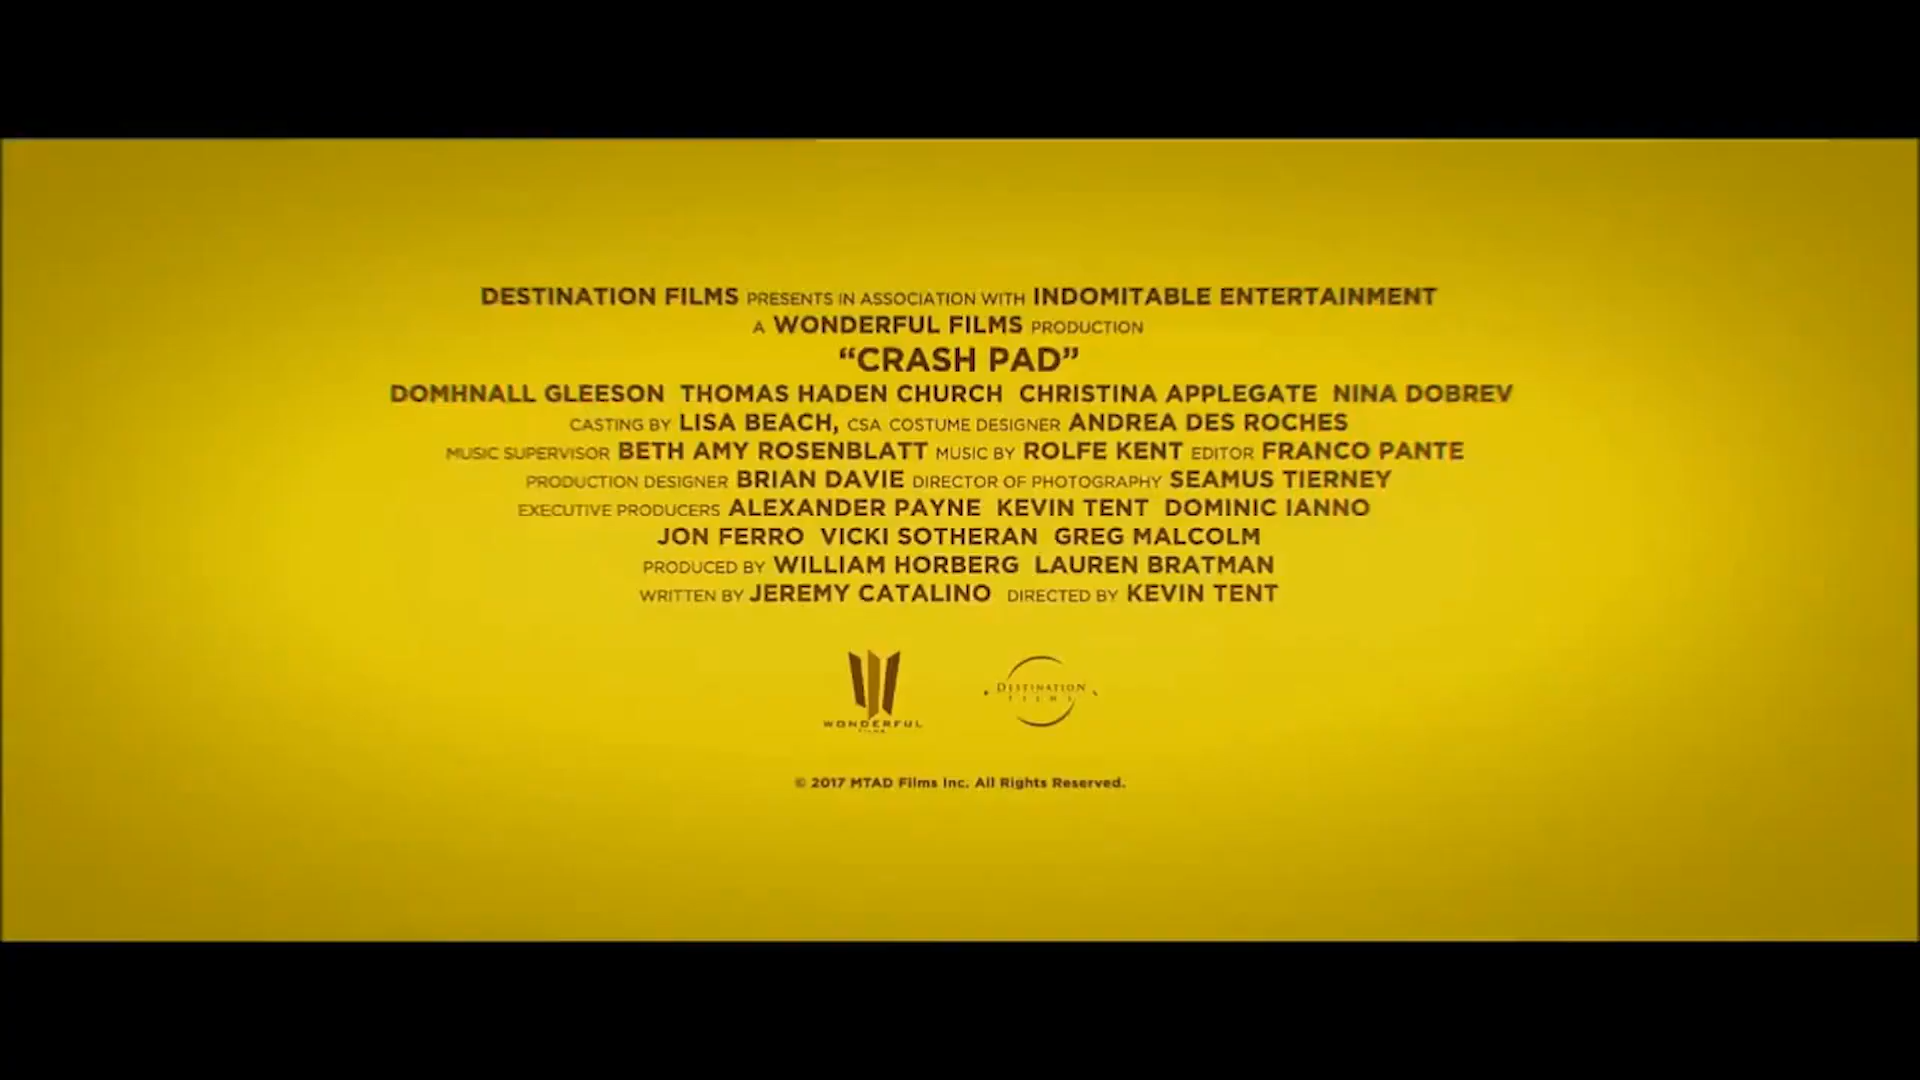 DESTINATION FILMS PRESENTS IN ASSOCIATION WITH INDOMITABLE ENTERTAINMENT
A WONDERFUL FILMS PRODUCTION
“CRASH PAD”
DOMHNALL GLEESON THOMAS HADEN CHURCH CHRISTINA APPLEGATE NINA DOBREV
CASTING BY LISA BEACH, CSA COSTUME DESIGNER ANDREA DES ROCHES
MUSIC SUPERVISOR BETH AMY ROSENBLATT MUSIC BY ROLFE KENT EDITOR FRANCO PANTE
PRODUCTION DESIGNER BRIAN DAVIE DIRECTOR OF PHOTOGRAPHY SEAMUS TIERNEY
EXECUTIVE PRODUCERS ALEXANDER PAYNE KEVIN TENT DOMINIC IANNO
JON FERRO VICKI SOTHERAN GREG MALCOLM
PRODUCED BY WILLIAM HORBERG LAUREN BRATMAN
WRITTEN BY JEREMY CATALINO DIRECTED BY KEVIN TENT
WONDERFUL
FILMS
DESTINATION
FILMS
© 2017 MTAD Films Inc. All Rights Reserved.